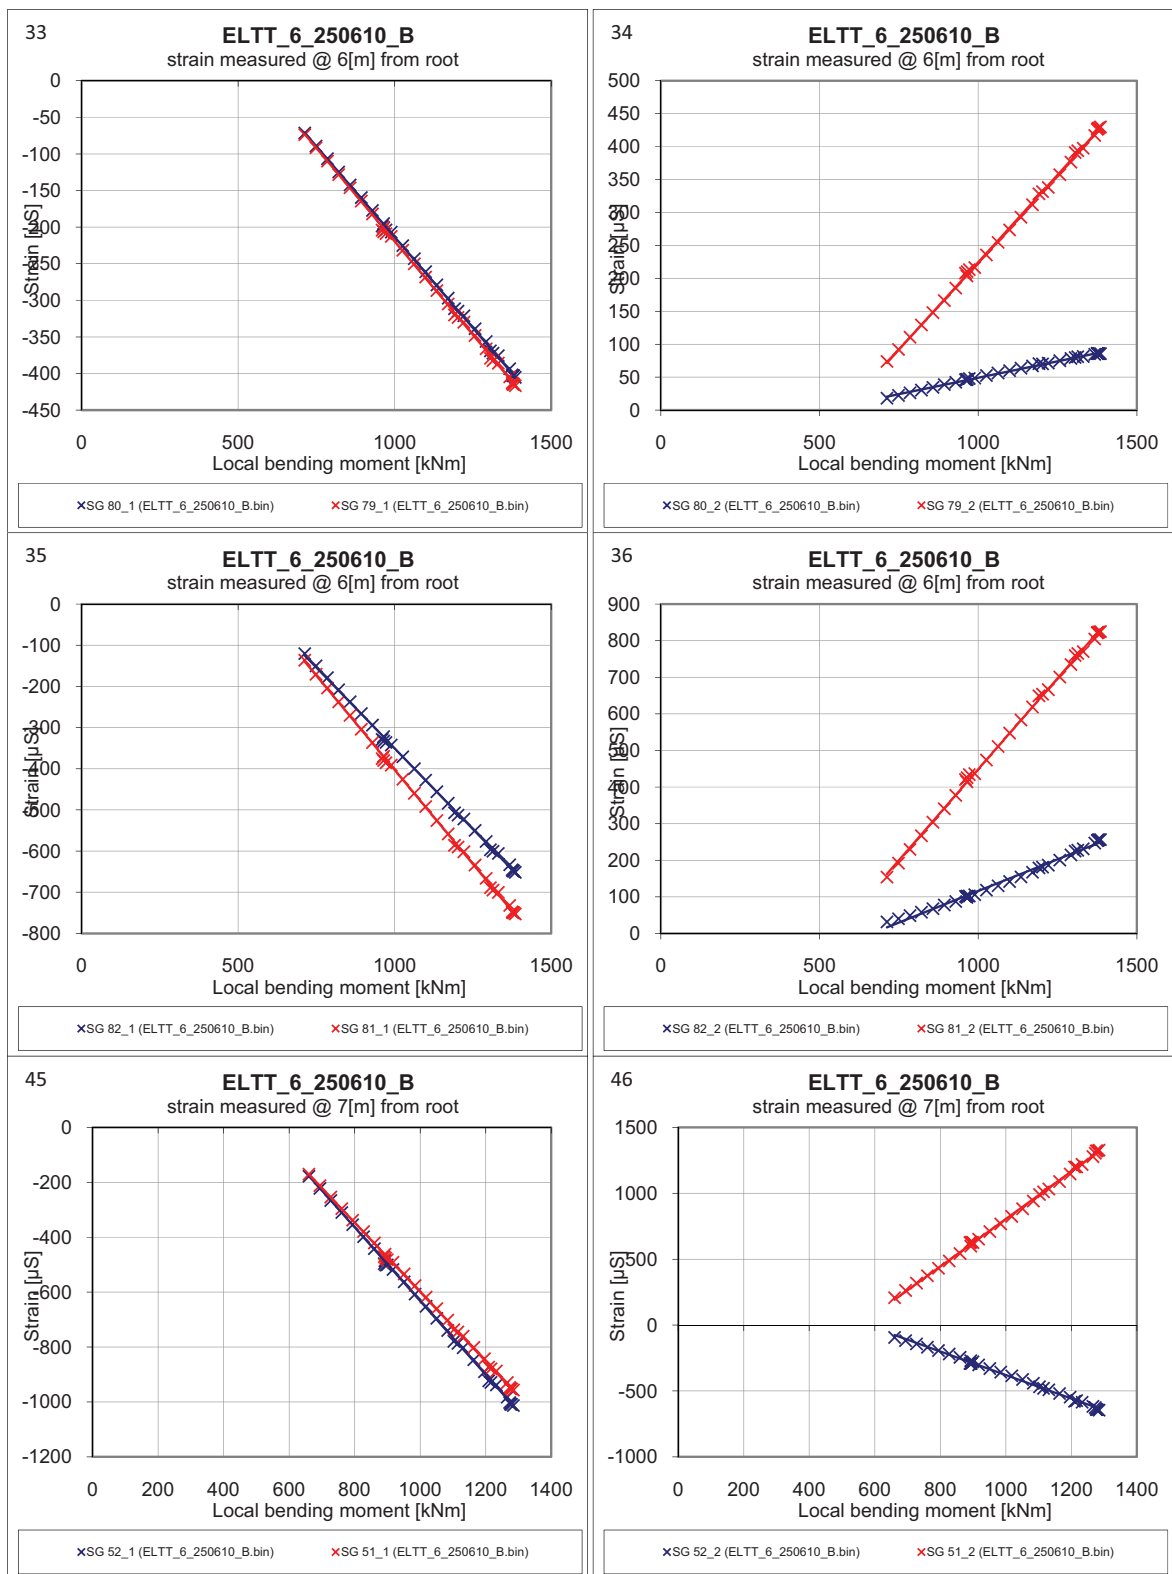 33
ELTT_6_250610_B
strain measured @ 6[m] from root
0
-50
-100
-150
-200
-250
-300
-350
-400
-450
Strain [µS]
0 500 1000 1500
Local bending moment [kNm]
SG 80_1 (ELTT_6_250610_B.bin) SG 79_1 (ELTT_6_250610_B.bin)
34
ELTT_6_250610_B
strain measured @ 6[m] from root
500
450
400
350
300
250
200
150
100
50
0
Strain [µS]
0 500 1000 1500
Local bending moment [kNm]
SG 80_2 (ELTT_6_250610_B.bin) SG 79_2 (ELTT_6_250610_B.bin)
35
ELTT_6_250610_B
strain measured @ 6[m] from root
0
-100
-200
-300
-400
-500
-600
-700
-800
Strain [µS]
0 500 1000 1500
Local bending moment [kNm]
SG 82_1 (ELTT_6_250610_B.bin) SG 81_1 (ELTT_6_250610_B.bin)
36
ELTT_6_250610_B
strain measured @ 6[m] from root
900
800
700
600
500
400
300
200
100
0
Strain [µS]
0 500 1000 1500
Local bending moment [kNm]
SG 82_2 (ELTT_6_250610_B.bin) SG 81_2 (ELTT_6_250610_B.bin)
45
ELTT_6_250610_B
strain measured @ 7[m] from root
0
-200
-400
-600
-800
-1000
-1200
Strain [µS]
0 200 400 600 800 1000 1200 1400
Local bending moment [kNm]
SG 52_1 (ELTT_6_250610_B.bin) SG 51_1 (ELTT_6_250610_B.bin)
46
ELTT_6_250610_B
strain measured @ 7[m] from root
1500
1000
500
0
-500
-1000
Strain [µS]
0 200 400 600 800 1000 1200 1400
Local bending moment [kNm]
SG 52_2 (ELTT_6_250610_B.bin) SG 51_2 (ELTT_6_250610_B.bin)